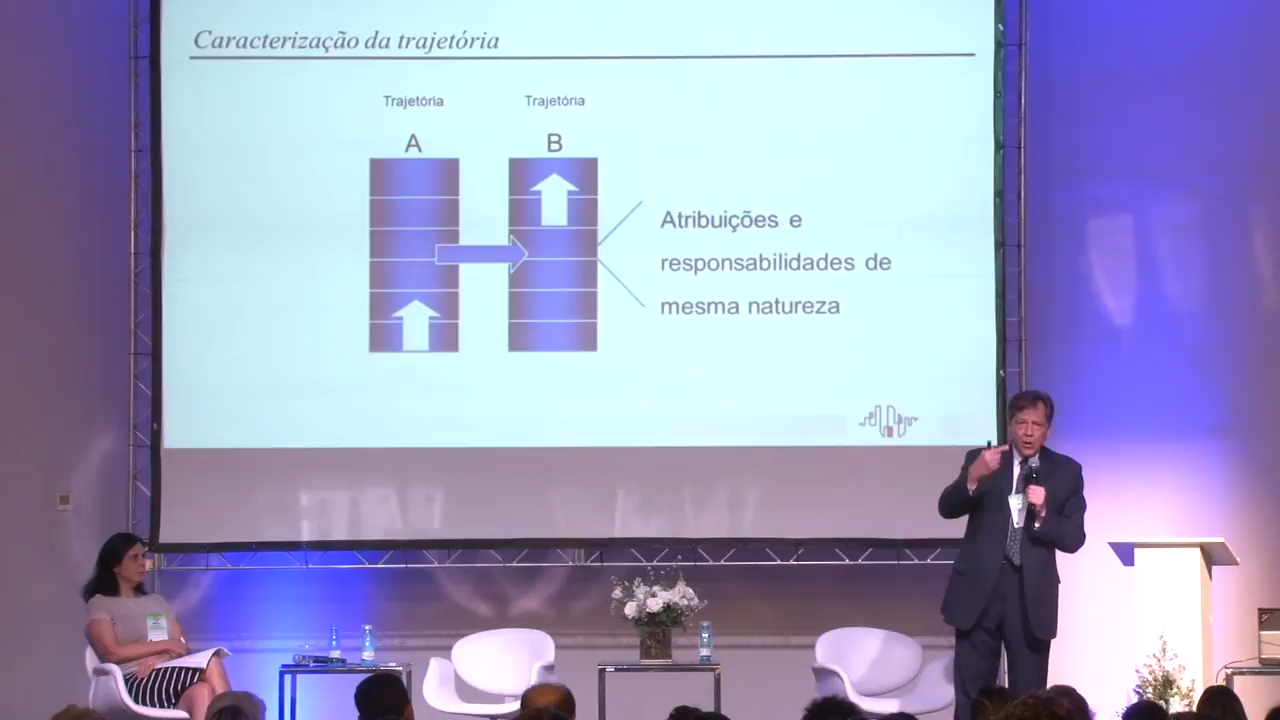 Caracterização da trajetória
Trajetória Trajetória
A B
Atribuições e
responsabilidades de
mesma natureza